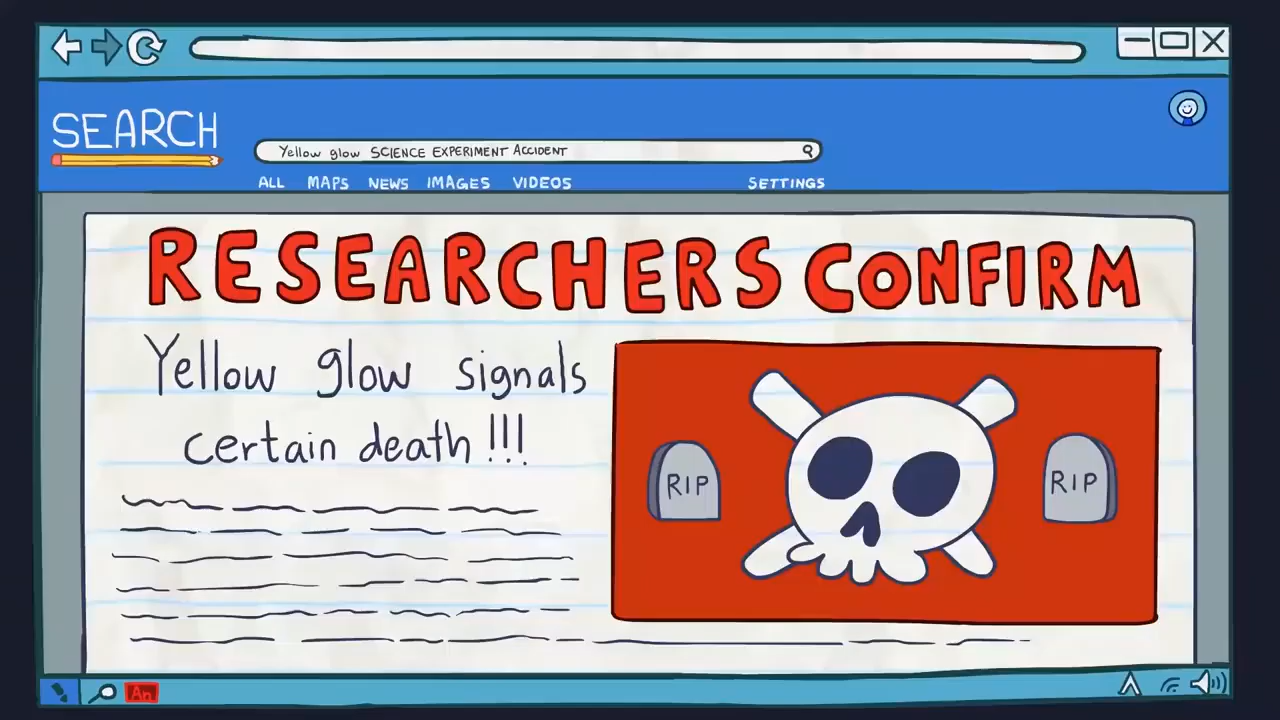 SEARCH
Yellow glow SCIENCE EXPERIMENT ACCIDENT
ALL MAPS NEWS IMAGES VIDEOS SETTINGS
RESEARCHERS CONFIRM
Yellow glow signals
certain death !!!
RIP RIP
An